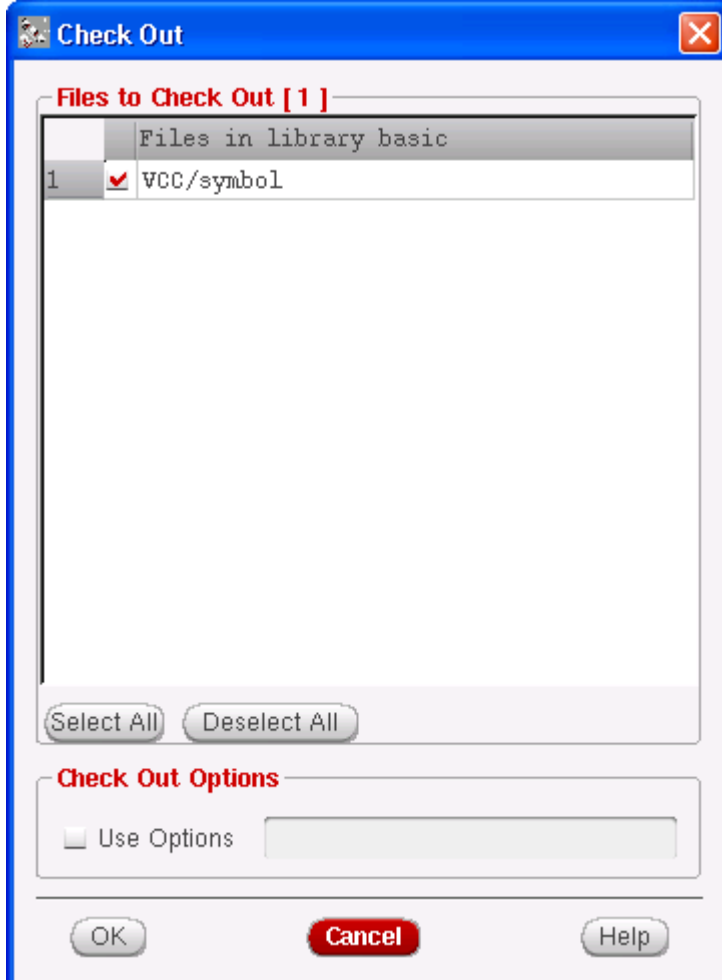 Check Out
Files to Check Out [ 1 ]
Files in library basic
1 VCC/symbol
Select All Deselect All
Check Out Options
Use Options
OK Cancel Help